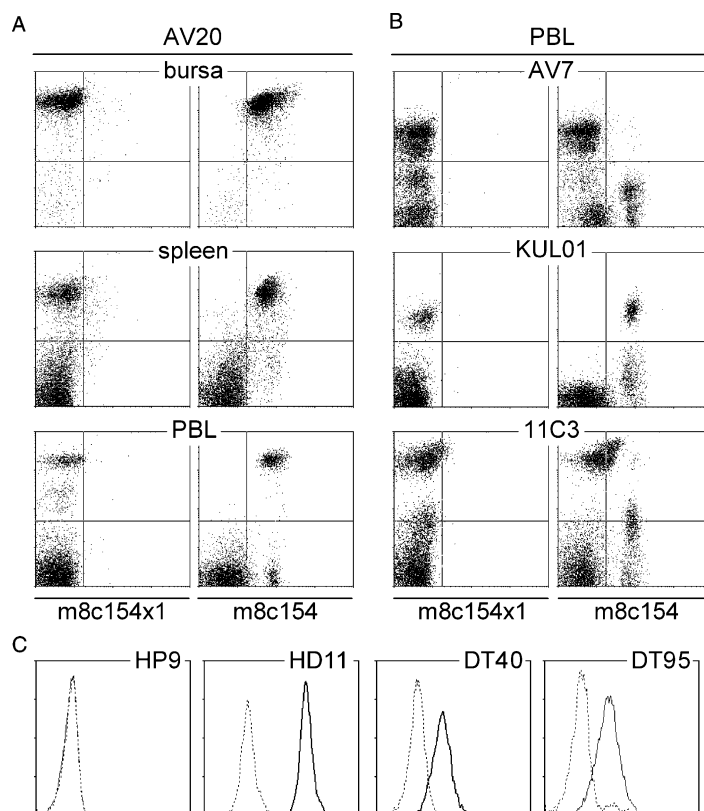 A
B
AV20
PBL
bursa
AV7
spleen
KUL01
PBL
11C3
m8c154x1 m8c154 m8c154x1 m8c154
C
HP9 HD11 DT40 DT95